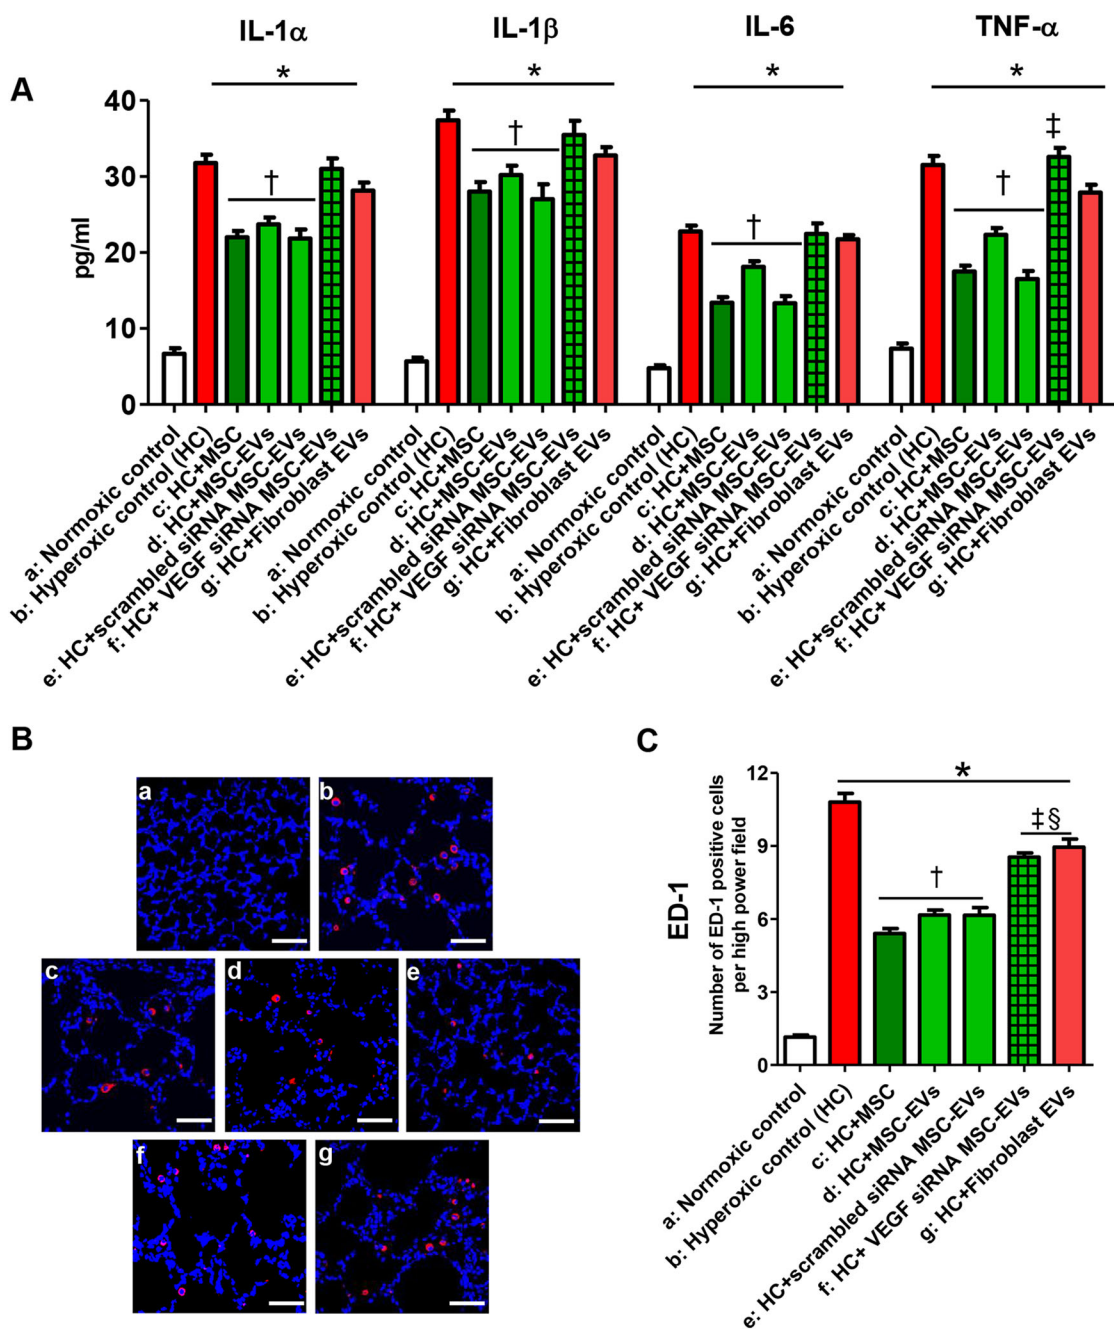 IL-1α
IL-1β
IL-6
TNF-α
*
*
*
*
A
40
30
20
10
0
pg/ml
†
†
†
†
‡
a: Normoxic control
b: Hyperoxic control (HC)
c: HC+MSC
d: HC+MSC-EVs
e: HC+scrambled siRNA MSC-EVs
f: HC+ VEGF siRNA MSC-EVs
g: HC+Fibroblast EVs
a: Normoxic control
b: Hyperoxic control (HC)
c: HC+MSC
d: HC+MSC-EVs
e: HC+scrambled siRNA MSC-EVs
f: HC+ VEGF siRNA MSC-EVs
g: HC+Fibroblast EVs
a: Normoxic control
b: Hyperoxic control (HC)
c: HC+MSC
d: HC+MSC-EVs
e: HC+scrambled siRNA MSC-EVs
f: HC+ VEGF siRNA MSC-EVs
g: HC+Fibroblast EVs
a: Normoxic control
b: Hyperoxic control (HC)
c: HC+MSC
d: HC+MSC-EVs
e: HC+scrambled siRNA MSC-EVs
f: HC+ VEGF siRNA MSC-EVs
g: HC+Fibroblast EVs
B
a
b
c
d
e
f
g
C
ED-1
Number of ED-1 positive cells
per high power field
12
9
6
3
0
*
†
‡§
a: Normoxic control
b: Hyperoxic control (HC)
c: HC+MSC
d: HC+MSC-EVs
e: HC+scrambled siRNA MSC-EVs
f: HC+ VEGF siRNA MSC-EVs
g: HC+Fibroblast EVs